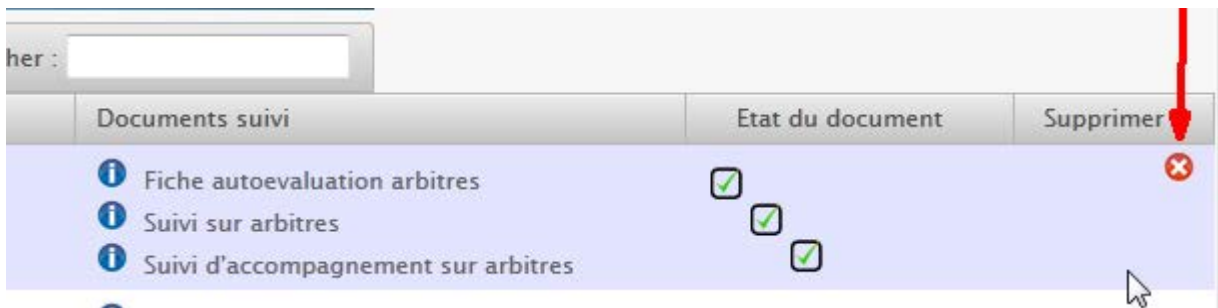 her :
Documents suivi Etat du document Supprimer
Fiche autoevaluation arbitres
Suivi sur arbitres
Suivi d'accompagnement sur arbitres